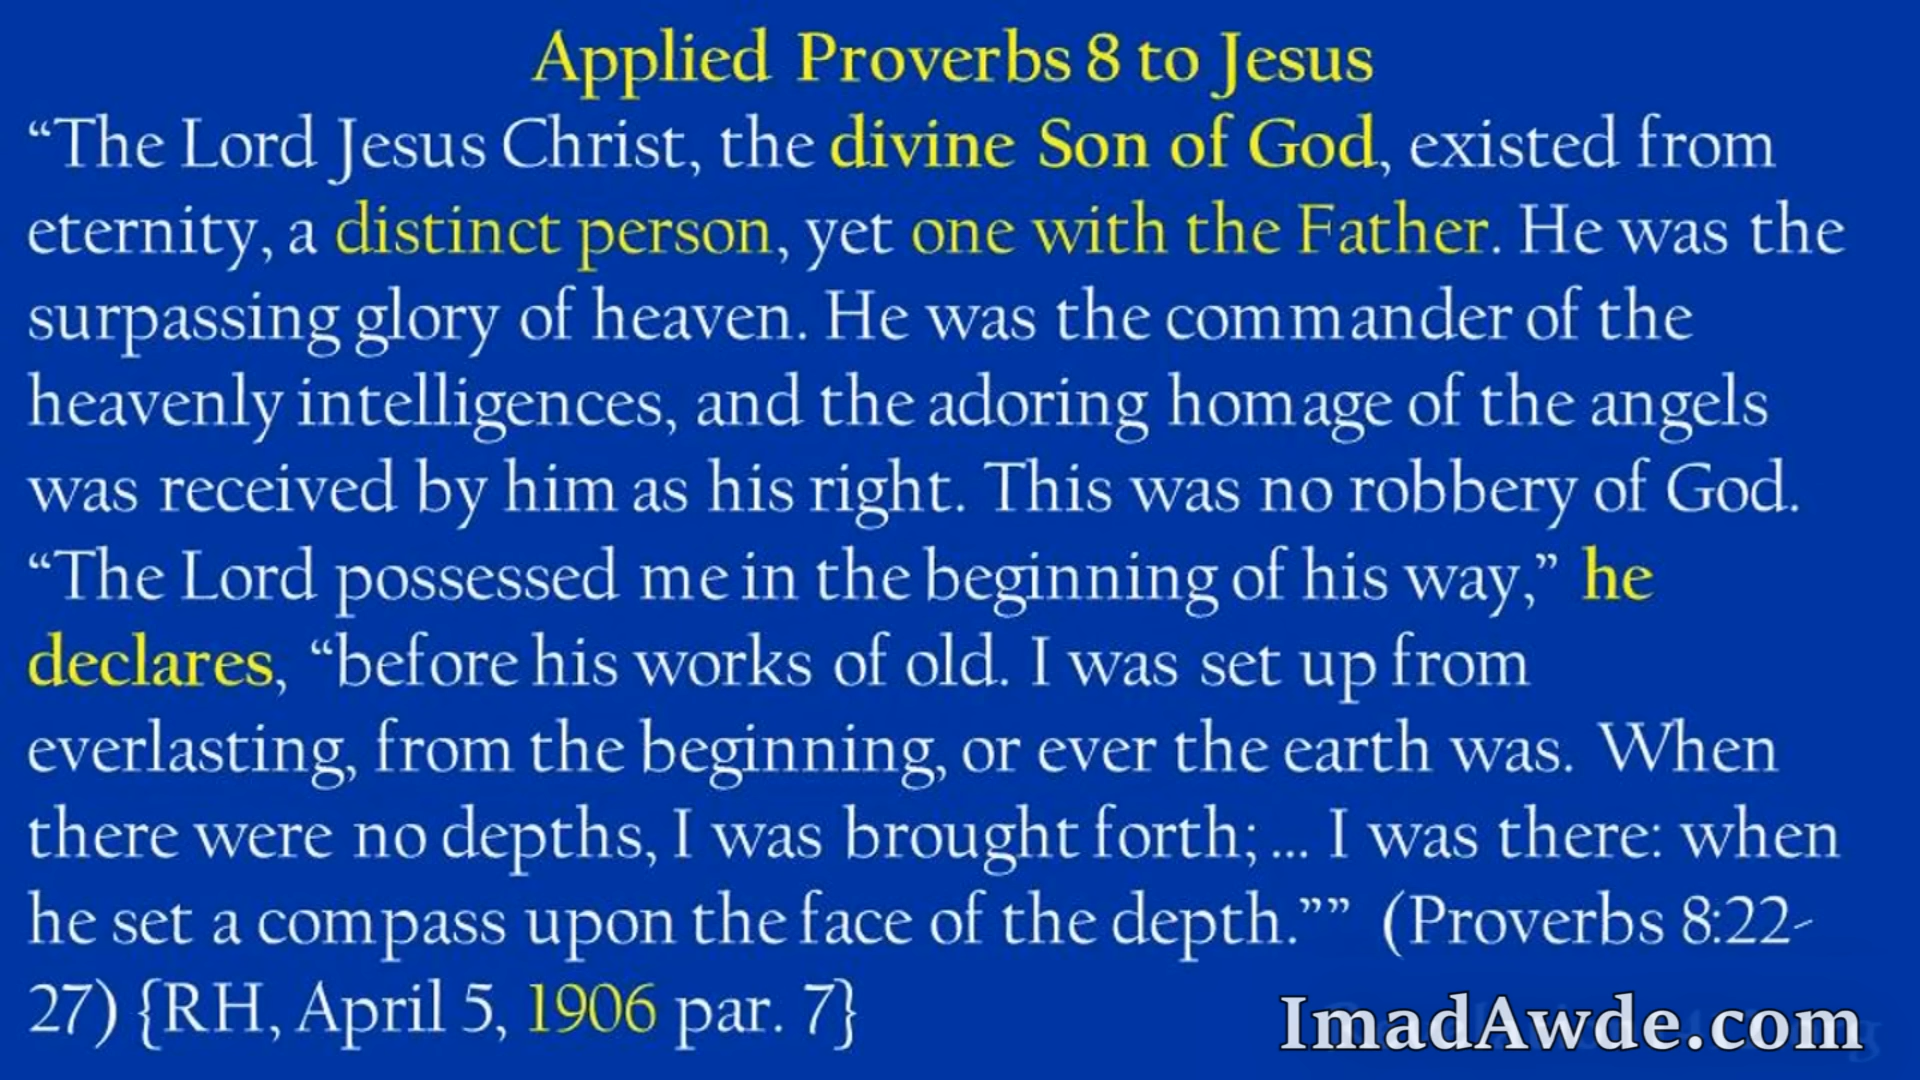 Applied Proverbs 8 to Jesus
“The Lord Jesus Christ, the divine Son of God, existed from
eternity, a distinct person, yet one with the Father. He was the
surpassing glory of heaven. He was the commander of the
heavenly intelligences, and the adoring homage of the angels
was received by him as his right. This was no robbery of God.
“The Lord possessed me in the beginning of his way,” he
declares, “before his works of old. I was set up from
everlasting, from the beginning, or ever the earth was. When
there were no depths, I was brought forth; ... I was there: when
he set a compass upon the face of the depth.”” (Proverbs 8:22-
27) {RH, April 5, 1906 par. 7}
ImadAwde.com